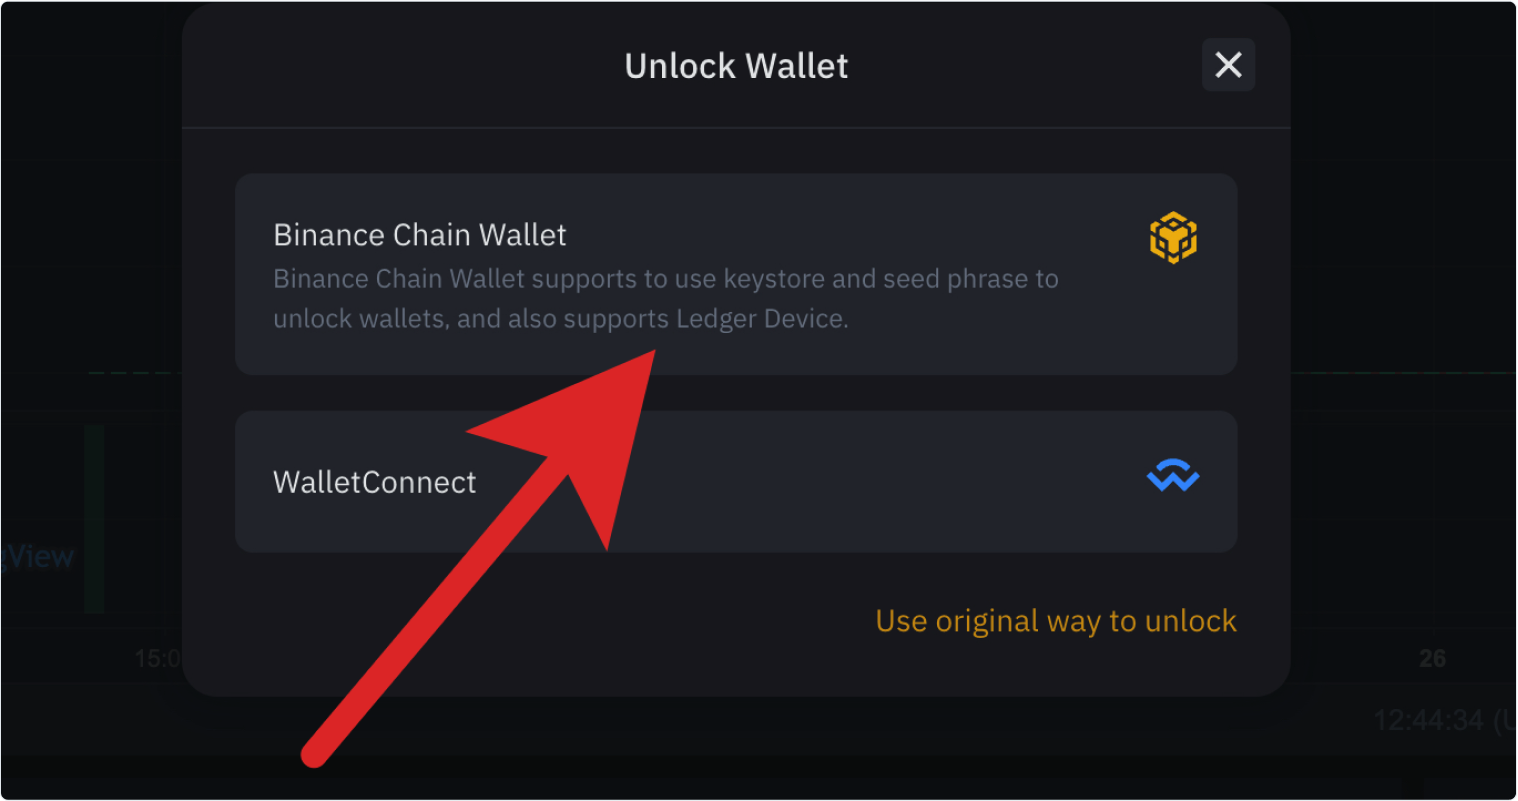 Unlock Wallet
Binance Chain Wallet
Binance Chain Wallet supports to use keystore and seed phrase to
unlock wallets, and also supports Ledger Device.
WalletConnect
gView
Use original way to unlock
15:0
26
12:44:34 (U